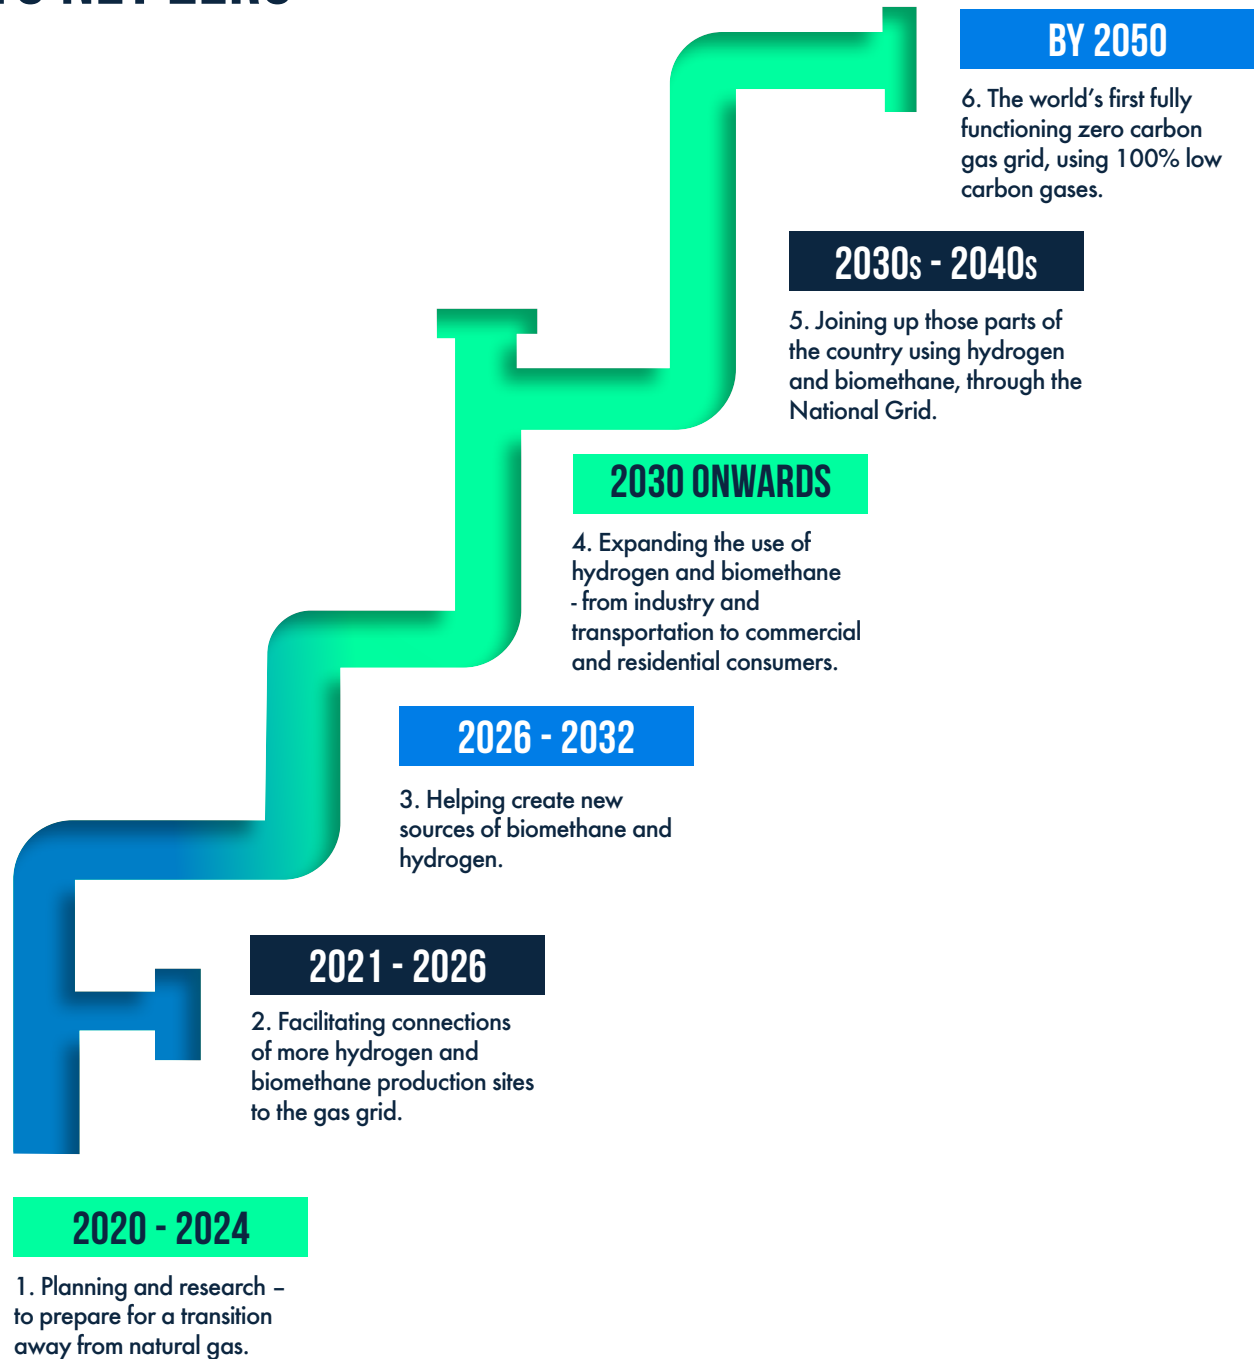 TO NET ZERO
BY 2050
6. The world’s first fully
functioning zero carbon
gas grid, using 100% low
carbon gases.
2030s - 2040s
5. Joining up those parts of
the country using hydrogen
and biomethane, through the
National Grid.
2030 ONWARDS
4. Expanding the use of
hydrogen and biomethane
- from industry and
transportation to commercial
and residential consumers.
2026 - 2032
3. Helping create new
sources of biomethane and
hydrogen.
2021 - 2026
2. Facilitating connections
of more hydrogen and
biomethane production sites
to the gas grid.
2020 - 2024
1. Planning and research –
to prepare for a transition
away from natural gas.